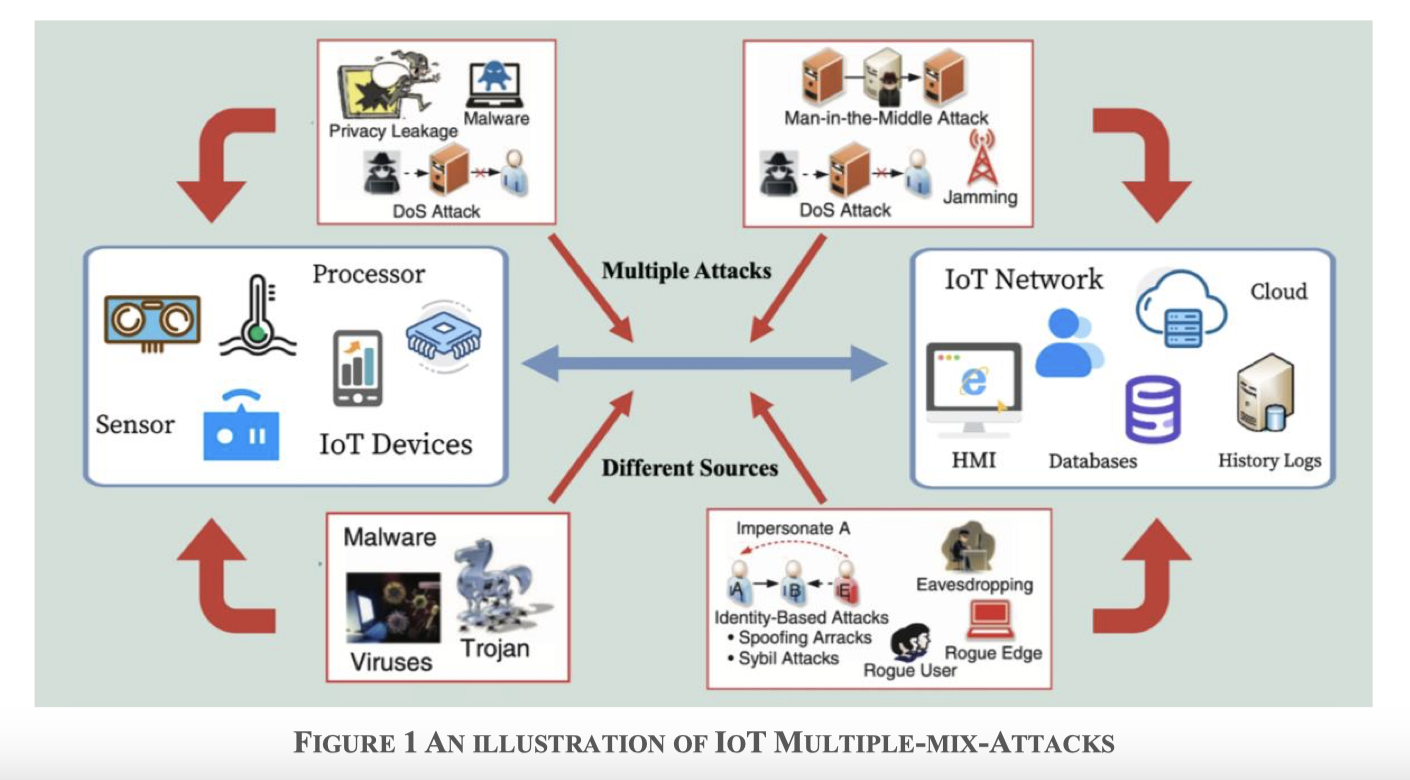 Privacy Leakage
Malware
DoS Attack
Man-in-the-Middle Attack
DoS Attack
Jamming
Multiple Attacks
Processor
Sensor
IoT Devices
IoT Network
Cloud
HMI
Databases
History Logs
Different Sources
Malware
Viruses
Trojan
Impersonate A
A
B
E
Identity-Based Attacks
• Spoofing Arracks
• Sybil Attacks
Eavesdropping
Rogue User
Rogue Edge
FIGURE 1 AN ILLUSTRATION OF IOT MULTIPLE-MIX-ATTACKS